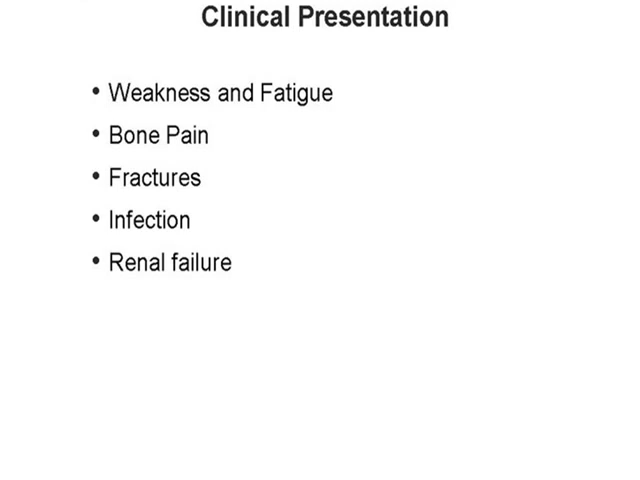 Clinical Presentation
• Weakness and Fatigue
• Bone Pain
• Fractures
• Infection
• Renal failure